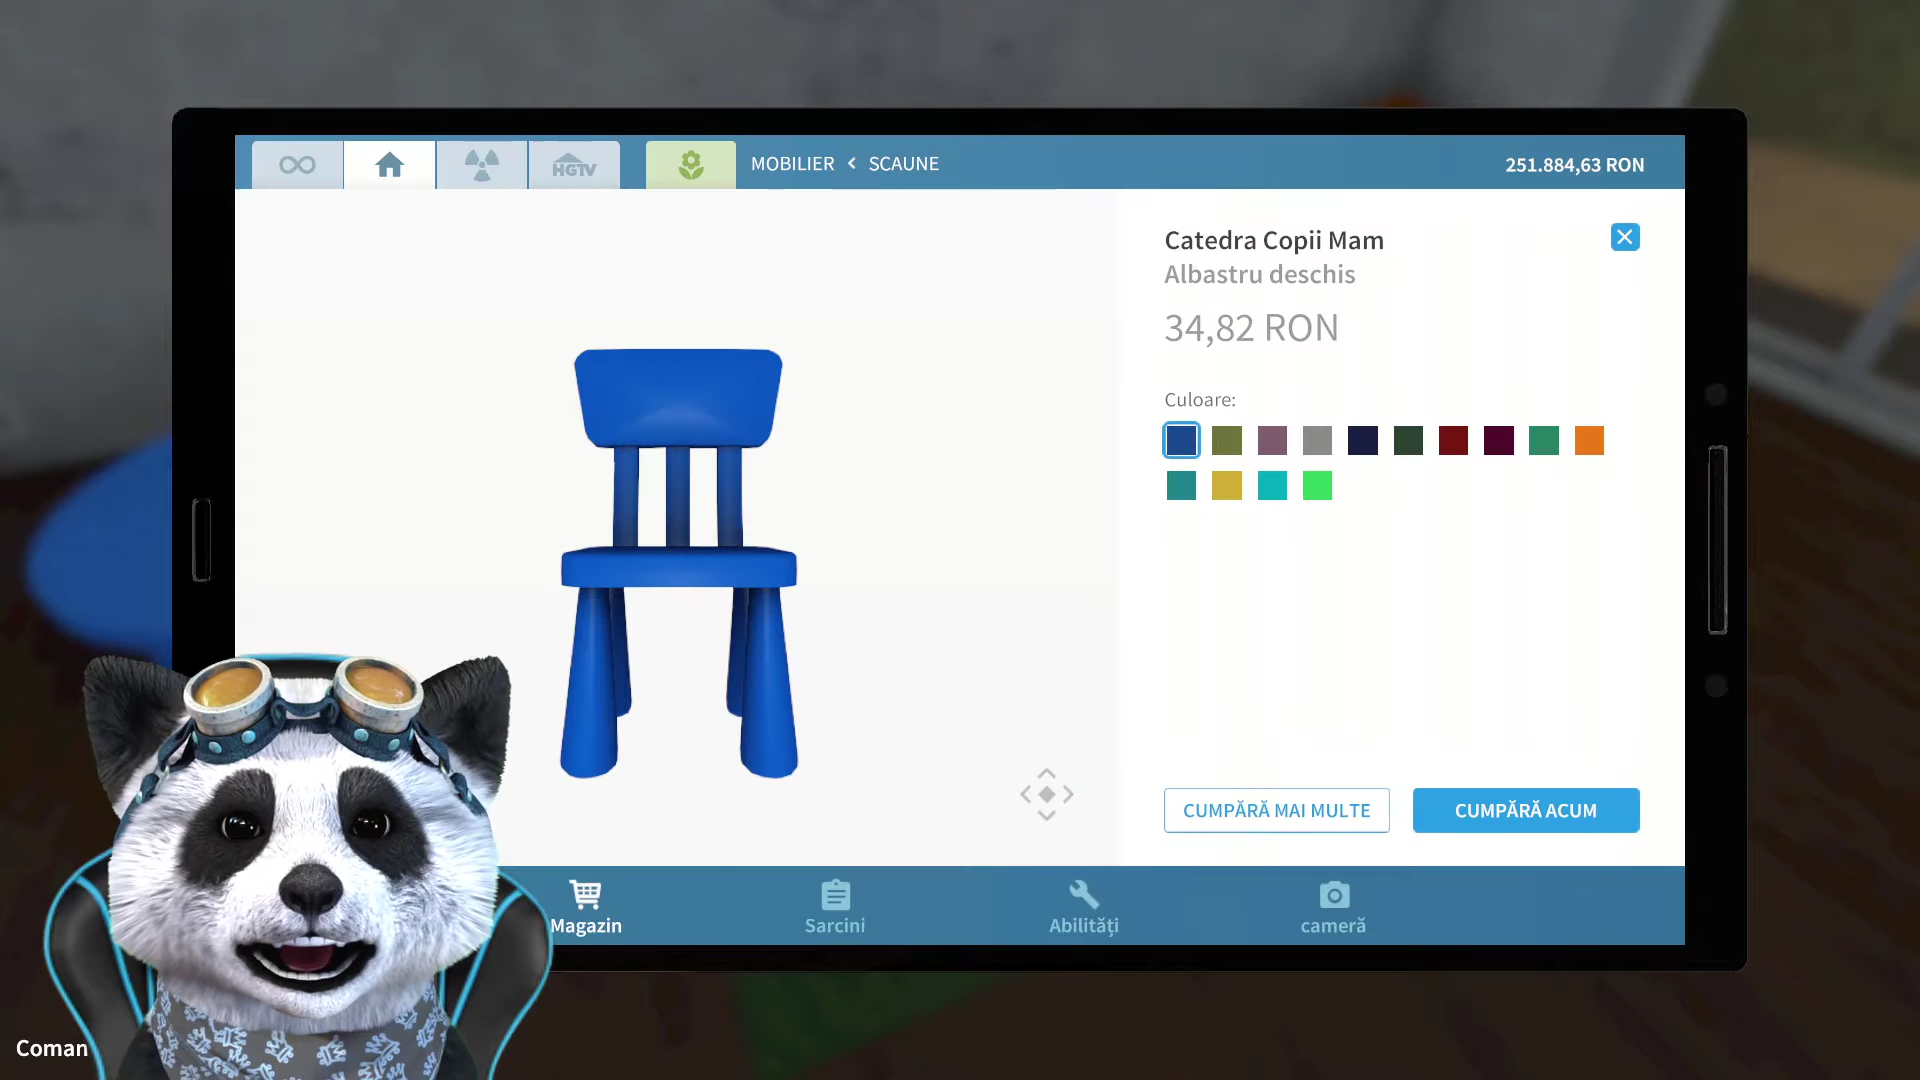 HGTV
MOBILIER < SCAUNE
251.884,63 RON
Catedra Copii Mam
Albastru deschis
34,82 RON
Culoare:
CUMPĂRĂ MAI MULTE
CUMPĂRĂ ACUM
Magazin
Sarcini
Abilități
cameră
Coman